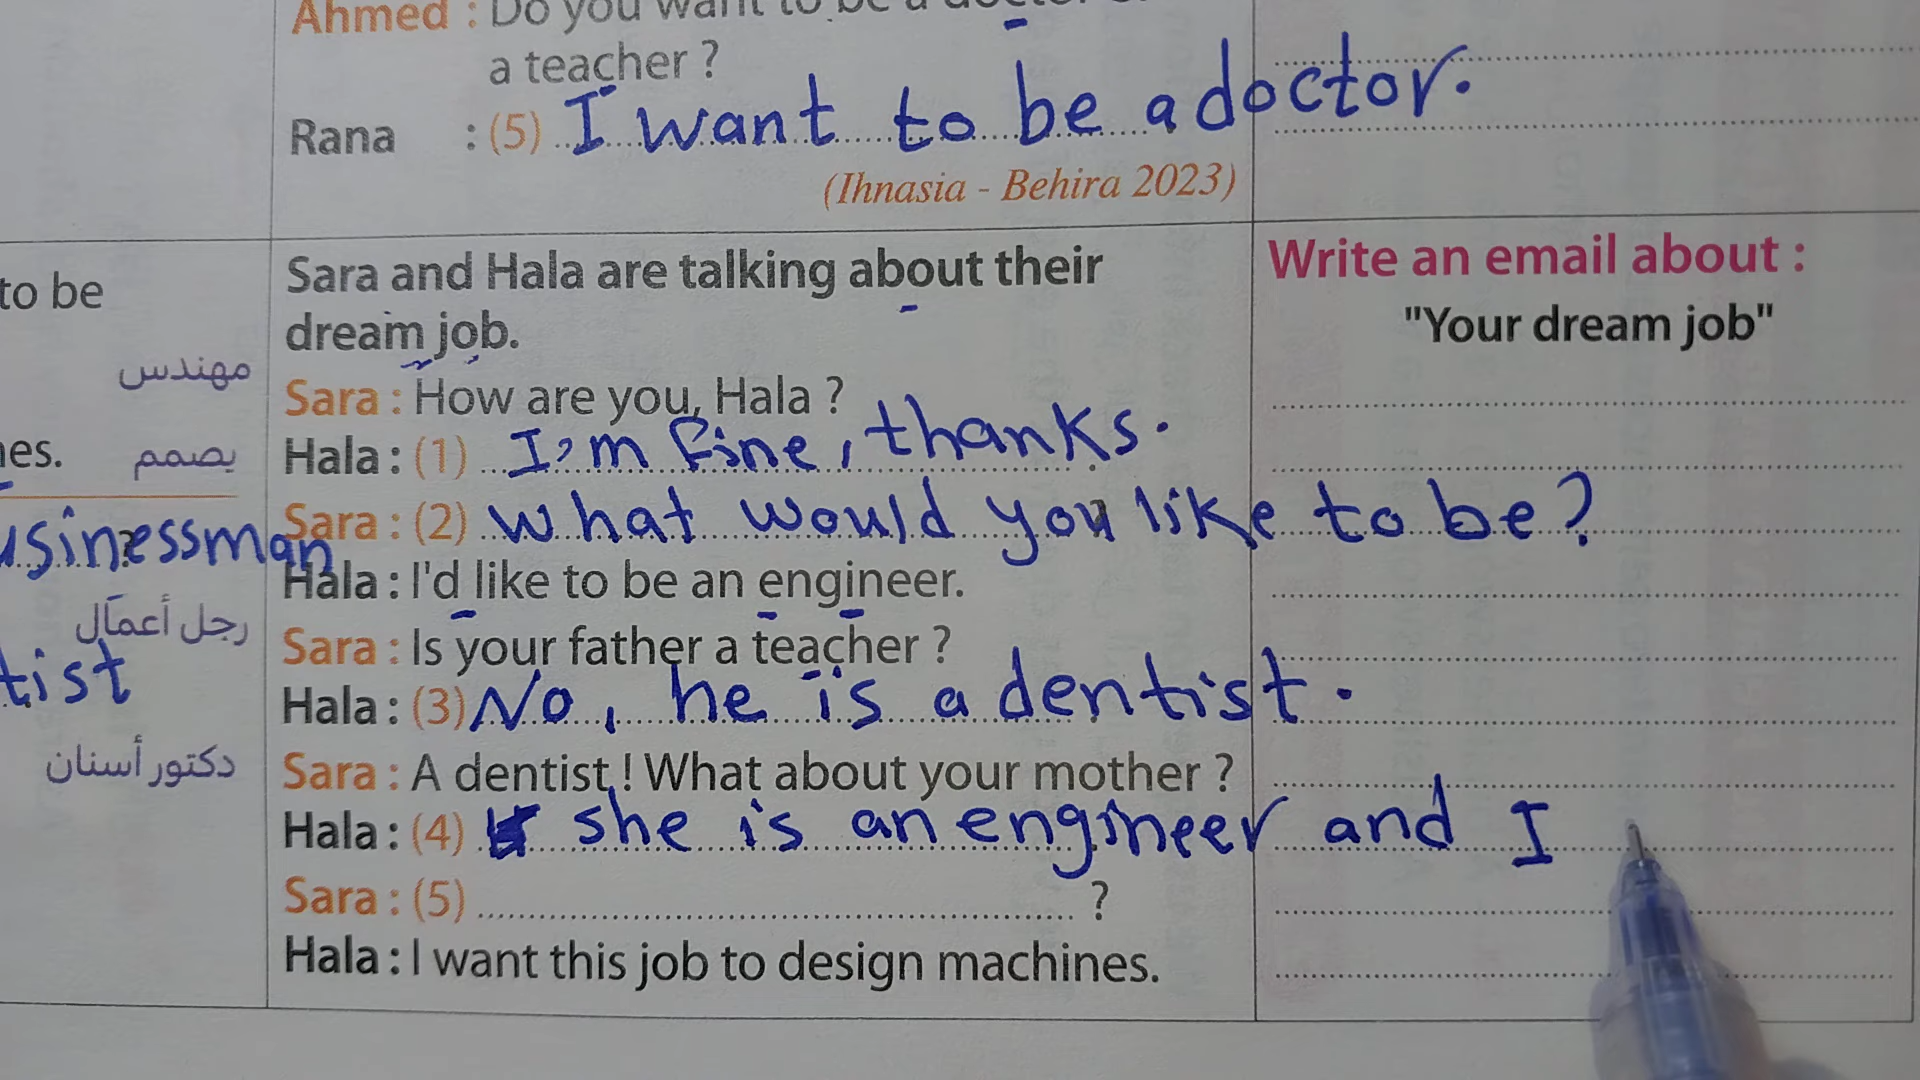 Ahmed : Do you want to be a doctor or
a teacher ?
Rana : (5) I want to be a doctor.
(Ihnasia - Behira 2023)
to be
مهندس
يصمم
usinessman
رجل أعمال
tist
دكتور أسنان
Sara and Hala are talking about their
dream job.
Sara : How are you, Hala ?
Hala : (1) I'm fine, thanks.
Sara : (2) What would you like to be?
Hala : I'd like to be an engineer.
Sara : Is your father a teacher ?
Hala : (3) No, he is a dentist.
Sara : A dentist ! What about your mother ?
Hala : (4) she is an engineer and I
Sara : (5) ?
Hala : I want this job to design machines.
Write an email about :
"Your dream job"